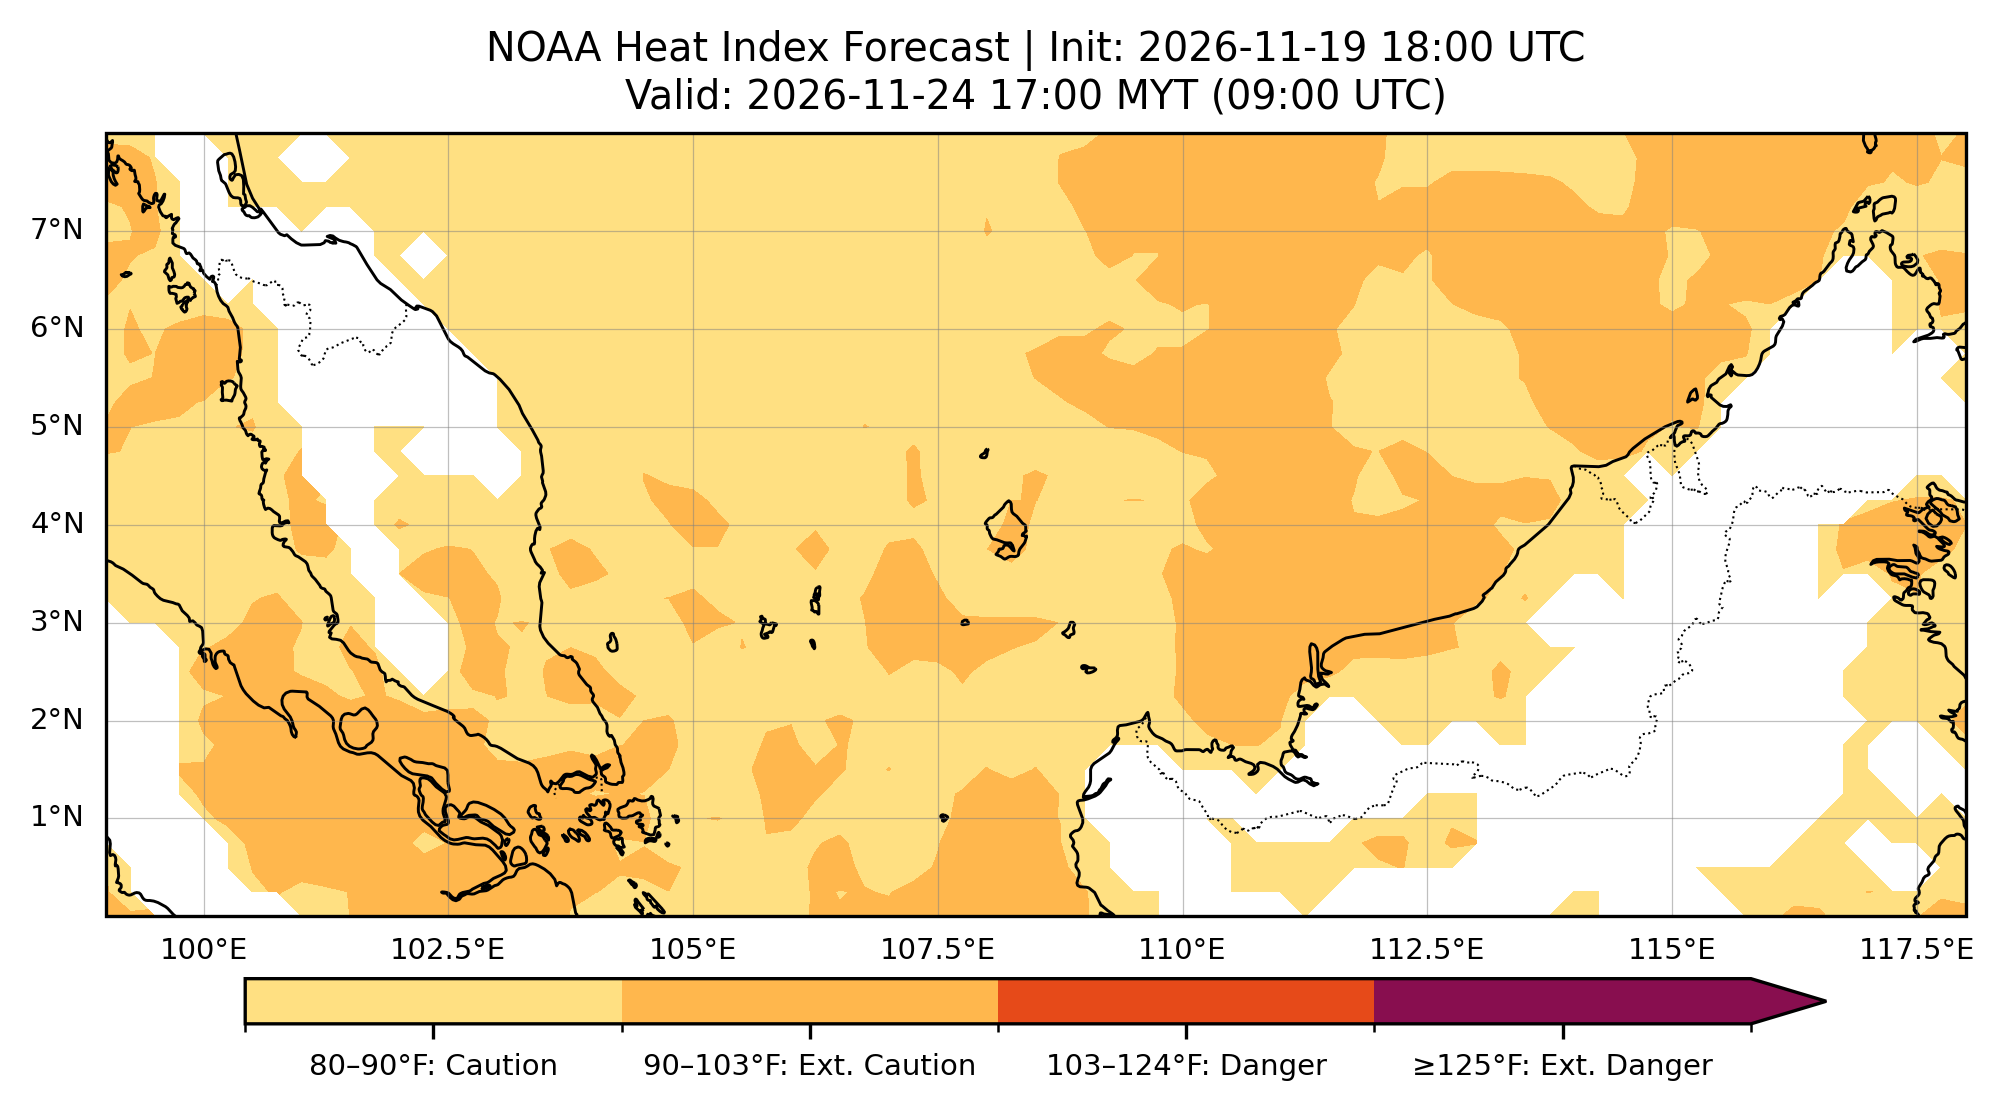 NOAA Heat Index Forecast | Init: 2026-11-19 18:00 UTC
Valid: 2026-11-24 17:00 MYT (09:00 UTC)
7°N
6°N
5°N
4°N
3°N
2°N
1°N
100°E 102.5°E 105°E 107.5°E 110°E 112.5°E 115°E 117.5°E
80–90°F: Caution 90–103°F: Ext. Caution 103–124°F: Danger ≥125°F: Ext. Danger